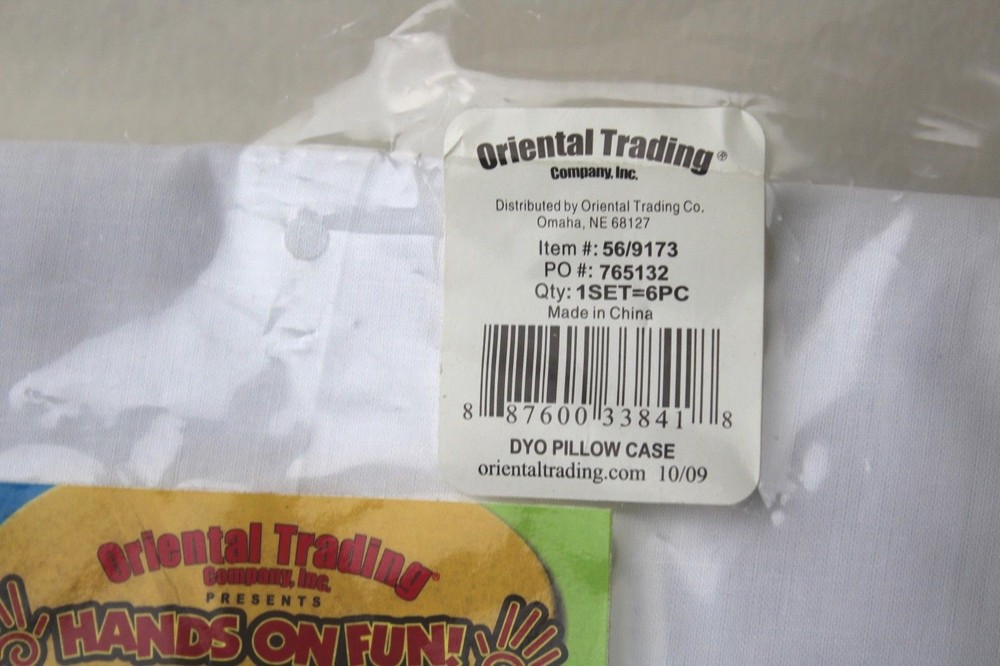 Oriental Trading®
Company, Inc.
Distributed by Oriental Trading Co.
Omaha, NE 68127
Item #: 56/9173
PO #: 765132
Qty: 1SET=6PC
Made in China
8 87600 33841 8
DYO PILLOW CASE
orientaltrading.com 10/09
Oriental Trading®
Company, Inc.
PRESENTS
HANDS ON FUN!